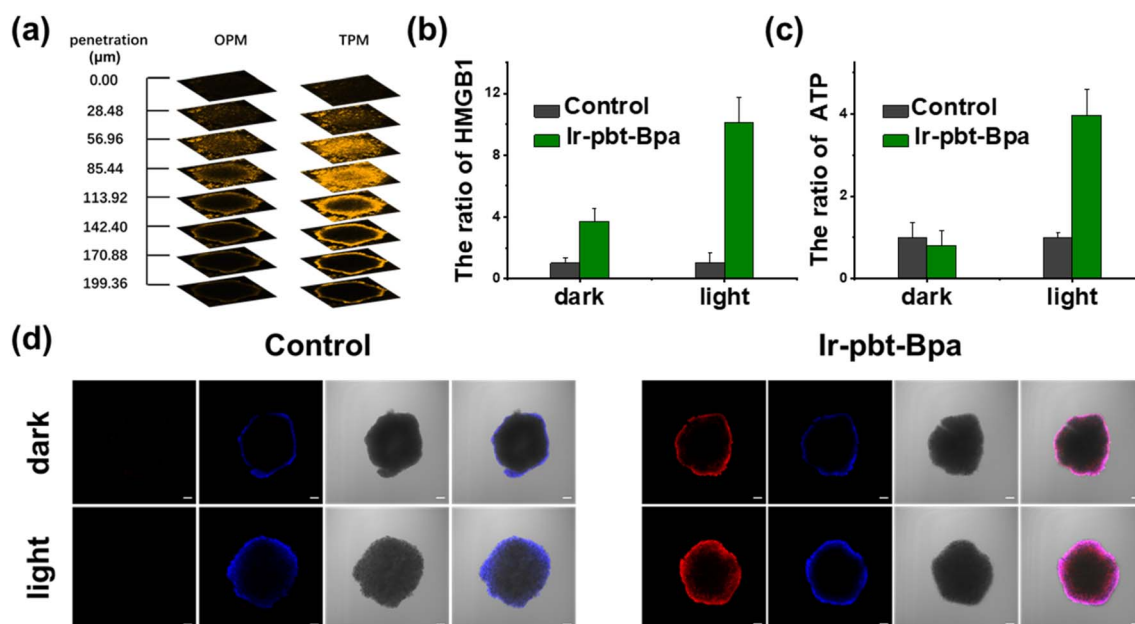 (a)
penetration
(μm)
OPM
TPM
0.00
28.48
56.96
85.44
113.92
142.40
170.88
199.36
(b)
The ratio of HMGB1
12
8
4
0
Control
Ir-pbt-Bpa
dark
light
(c)
The ratio of ATP
4
2
0
Control
Ir-pbt-Bpa
dark
light
(d)
Control
Ir-pbt-Bpa
dark
light